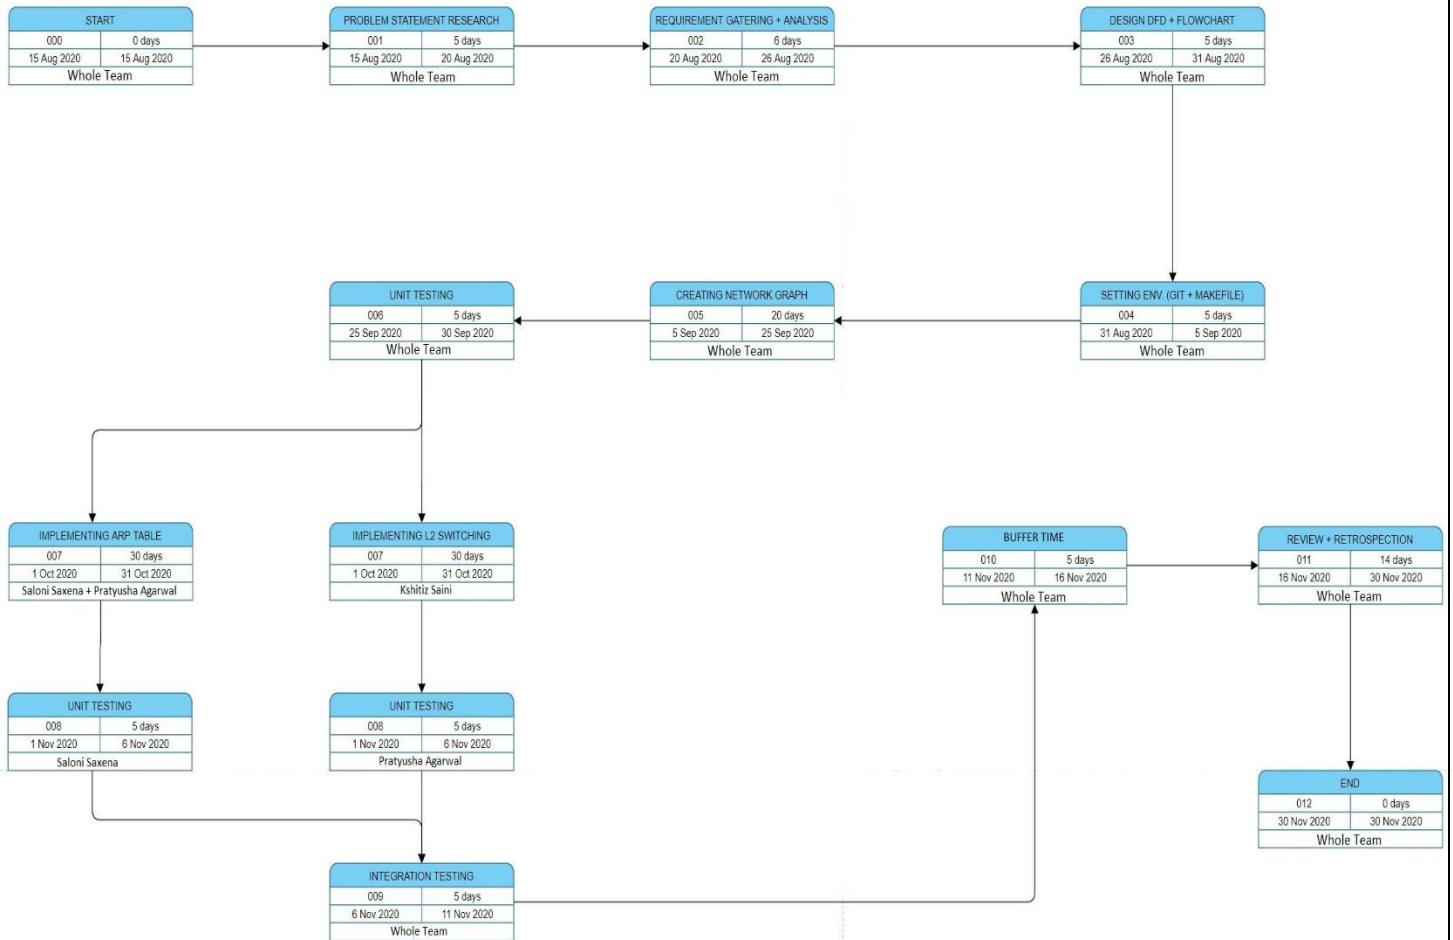 START
000 0 days
15 Aug 2020 15 Aug 2020
Whole Team
PROBLEM STATEMENT RESEARCH
001 5 days
15 Aug 2020 20 Aug 2020
Whole Team
REQUIREMENT GATERING + ANALYSIS
002 6 days
20 Aug 2020 26 Aug 2020
Whole Team
DESIGN DFD + FLOWCHART
003 5 days
26 Aug 2020 31 Aug 2020
Whole Team
SETTING ENV. (GIT + MAKEFILE)
004 5 days
31 Aug 2020 5 Sep 2020
Whole Team
CREATING NETWORK GRAPH
005 20 days
5 Sep 2020 25 Sep 2020
Whole Team
UNIT TESTING
006 5 days
25 Sep 2020 30 Sep 2020
Whole Team
IMPLEMENTING ARP TABLE
007 30 days
1 Oct 2020 31 Oct 2020
Saloni Saxena + Pratyusha Agarwal
IMPLEMENTING L2 SWITCHING
007 30 days
1 Oct 2020 31 Oct 2020
Kshitiz Saini
UNIT TESTING
008 5 days
1 Nov 2020 6 Nov 2020
Saloni Saxena
UNIT TESTING
008 5 days
1 Nov 2020 6 Nov 2020
Pratyusha Agarwal
INTEGRATION TESTING
009 5 days
6 Nov 2020 11 Nov 2020
Whole Team
BUFFER TIME
010 5 days
11 Nov 2020 16 Nov 2020
Whole Team
REVIEW + RETROSPECTION
011 14 days
16 Nov 2020 30 Nov 2020
Whole Team
END
012 0 days
30 Nov 2020 30 Nov 2020
Whole Team